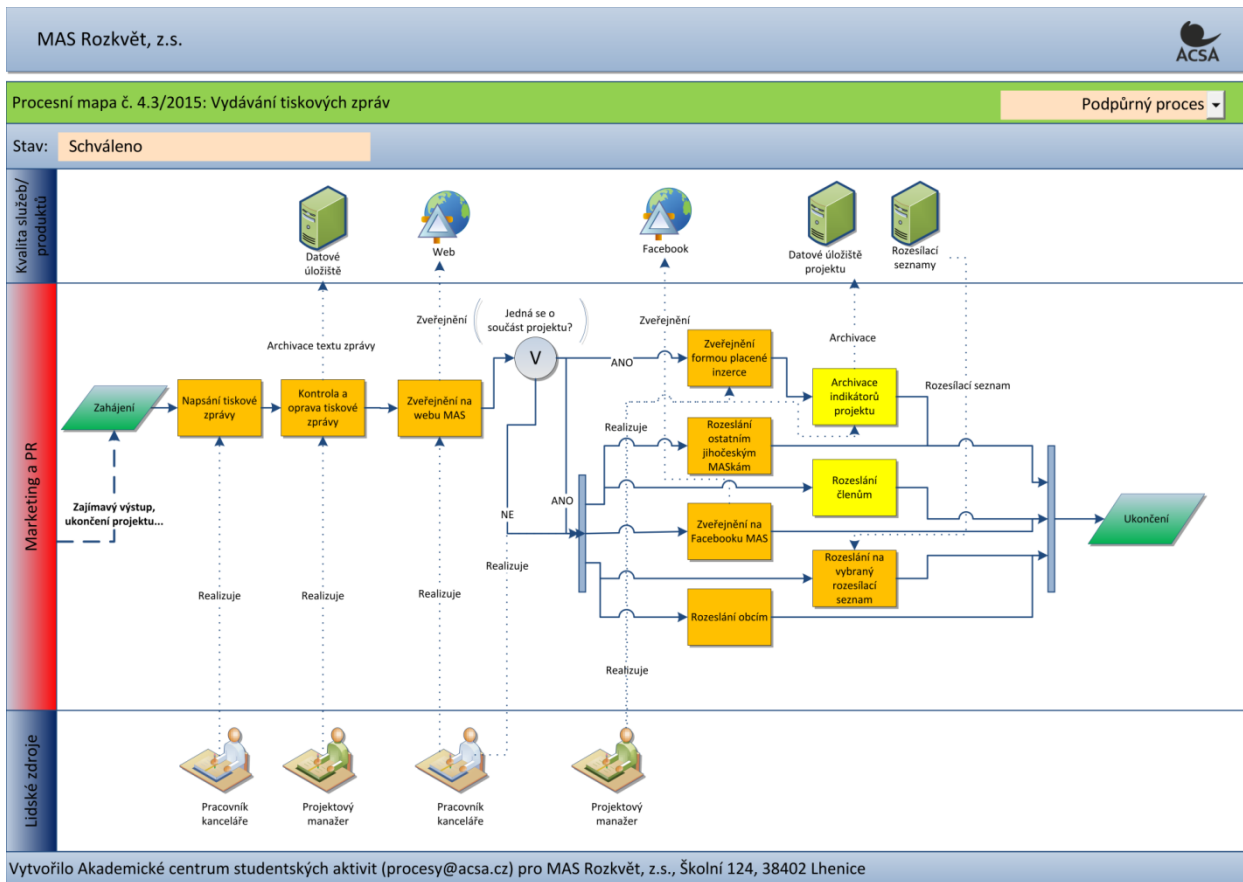 MAS Rozkvět, z.s.
ACSA
Procesní mapa č. 4.3/2015: Vydávání tiskových zpráv
Podpůrný proces
Stav:
Schváleno
Kvalita služeb/
produktů
Datové
úložiště
Web
Facebook
Datové úložiště
projektu
Rozesílací
seznamy
Marketing a PR
Zveřejnění
Jedná se o
součást projektu?
Zveřejnění
Archivace textu zprávy
Archivace
V
ANO
Zveřejnění
formou placené
inzerce
Rozesílací seznam
Zahájení
Napsání tiskové
zprávy
Kontrola a
oprava tiskové
zprávy
Zveřejnění na
webu MAS
Archivace
indikátorů
projektu
Realizuje
Rozeslání
ostatním
jihočeským
MASkám
Zajímavý výstup,
ukončení projektu...
NE
ANO
Rozeslání
členům
Zveřejnění na
Facebooku MAS
Ukončení
Realizuje
Rozeslání na
vybraný
rozesílací
seznam
Realizuje
Realizuje
Realizuje
Rozeslání obcím
Realizuje
Lidské zdroje
Pracovník
kanceláře
Projektový
manažer
Pracovník
kanceláře
Projektový
manažer
Vytvořilo Akademické centrum studentských aktivit (procesy@acsa.cz) pro MAS Rozkvět, z.s., Školní 124, 38402 Lhenice